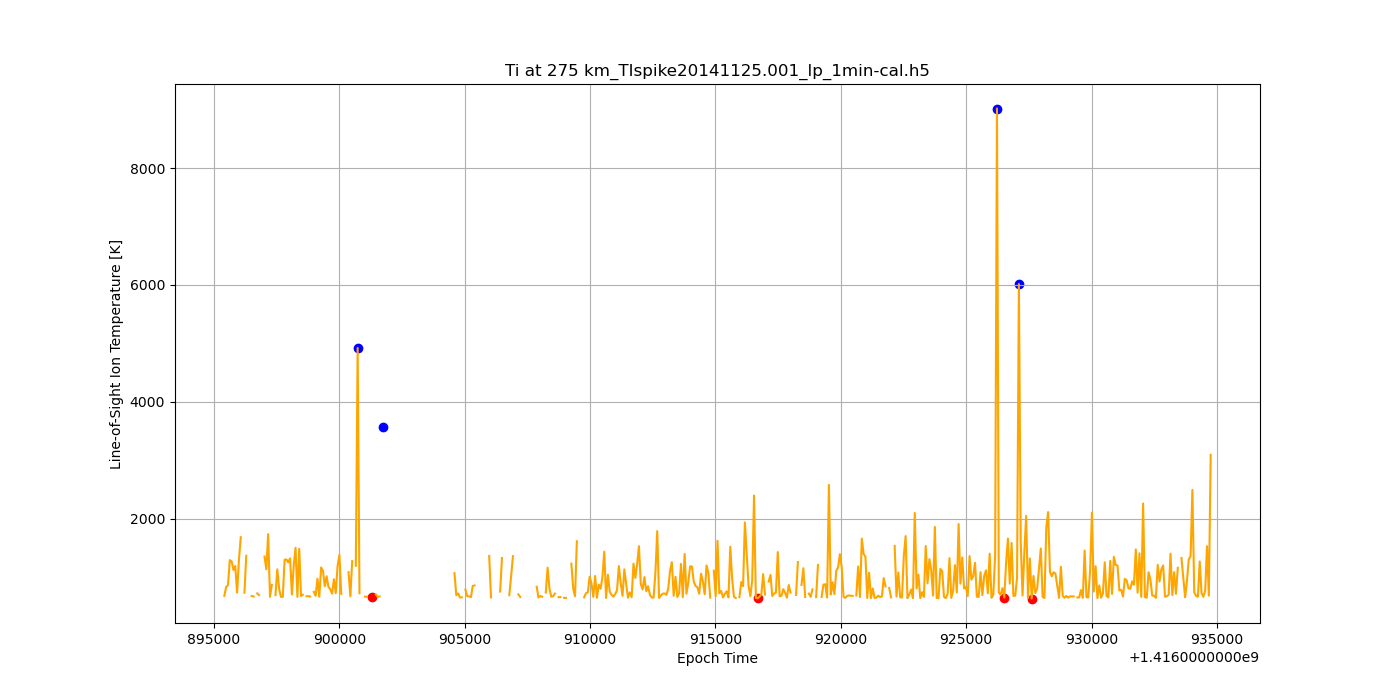 Ti at 275 km_TIspike20141125.001_lp_1min-cal.h5
Line-of-Sight Ion Temperature [K]
8000
6000
4000
2000
895000 900000 905000 910000 915000 920000 925000 930000 935000
Epoch Time
+1.4160000000e9